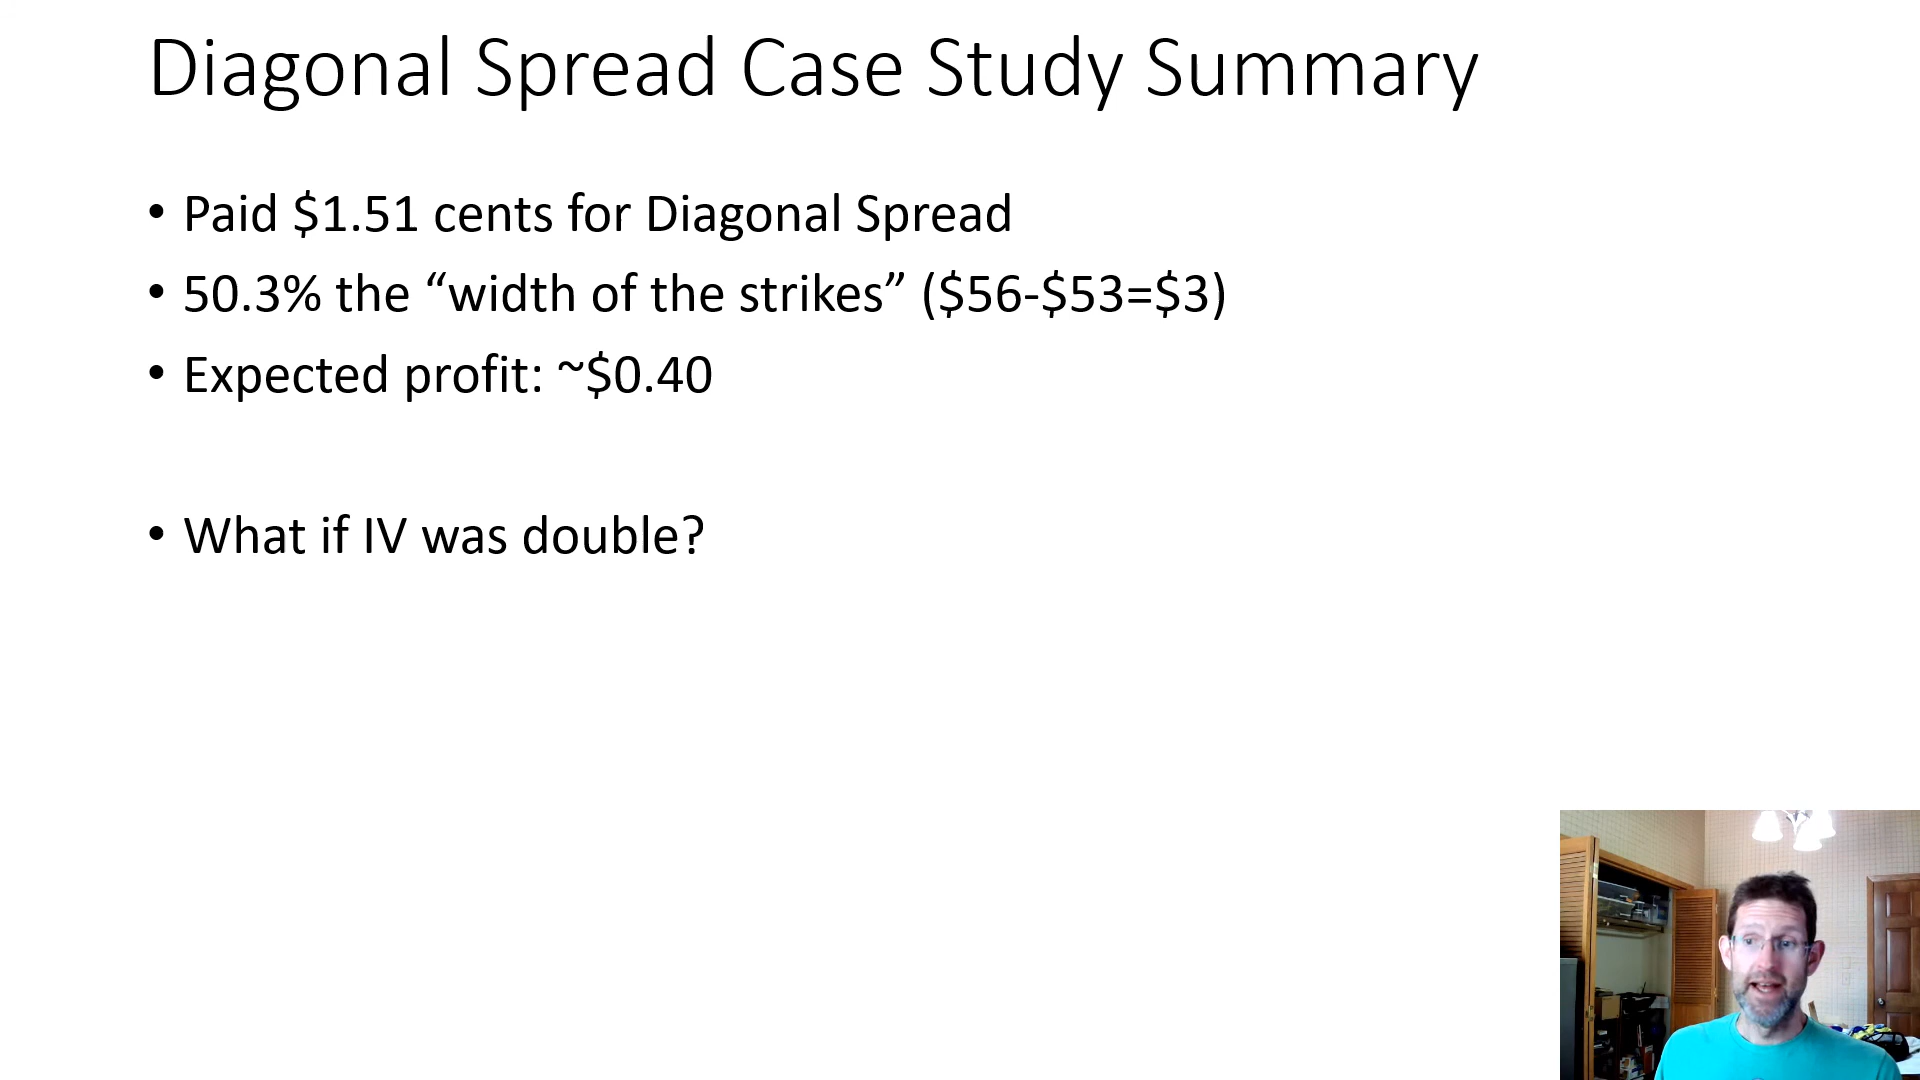 Diagonal Spread Case Study Summary
• Paid $1.51 cents for Diagonal Spread
• 50.3% the “width of the strikes” ($56-$53=$3)
• Expected profit: ~$0.40
• What if IV was double?